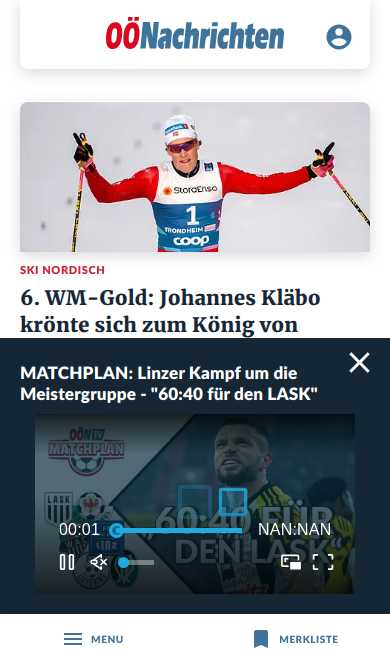 OÖNachrichten
StoraEnso
1
TRONDHEIM
coop
SKI NORDISCH
6. WM-Gold: Johannes Kläbo
krönte sich zum König von
MATCHPLAN: Linzer Kampf um die
Meistergruppe - "60:40 für den LASK"
OÖN TV
MATCHPLAN
LASK
„60:40 FÜR
DEN LASK“
00:01
NAN:NAN
MENU
MERKLISTE